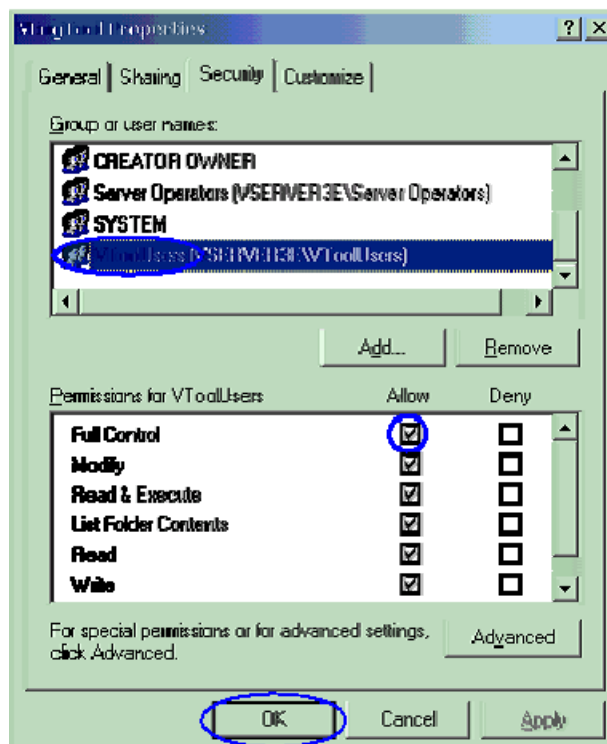 Properties
General Sharing Security Customize
Group or user names:
CREATOR OWNER
Server Operators (VSERVER3E\Server Operators)
SYSTEM
VToolUsers (VSERVER3E\VToolUsers)
Add... Remove
Permissions for VToolUsers Allow Deny
Full Control
Modify
Read & Execute
List Folder Contents
Read
Write
For special permissions or for advanced settings, Advanced
click Advanced.
OK Cancel Apply